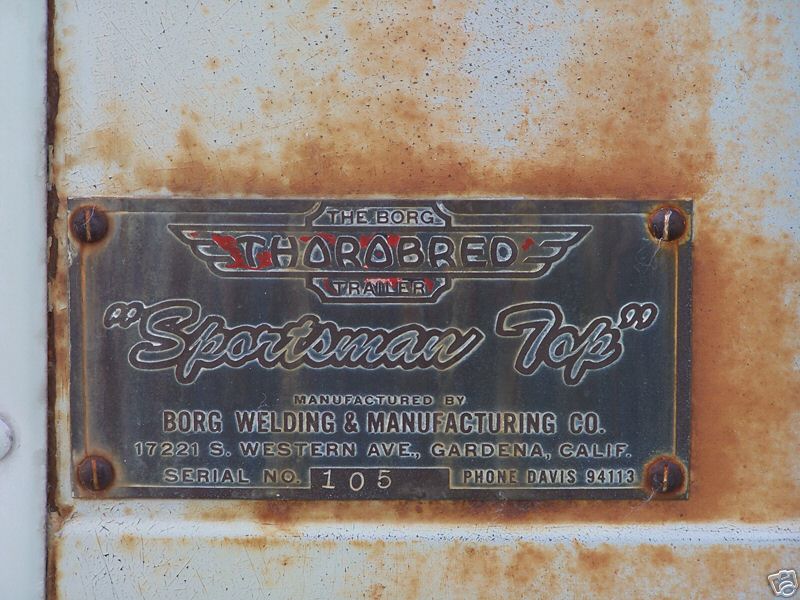 THE BORG
THOROBRED
TRAILER
"Sportsman Top"
MANUFACTURED BY
BORG WELDING & MANUFACTURING CO.
17221 S. WESTERN AVE., GARDENA, CALIF.
SERIAL NO. 105 PHONE DAVIS 94113